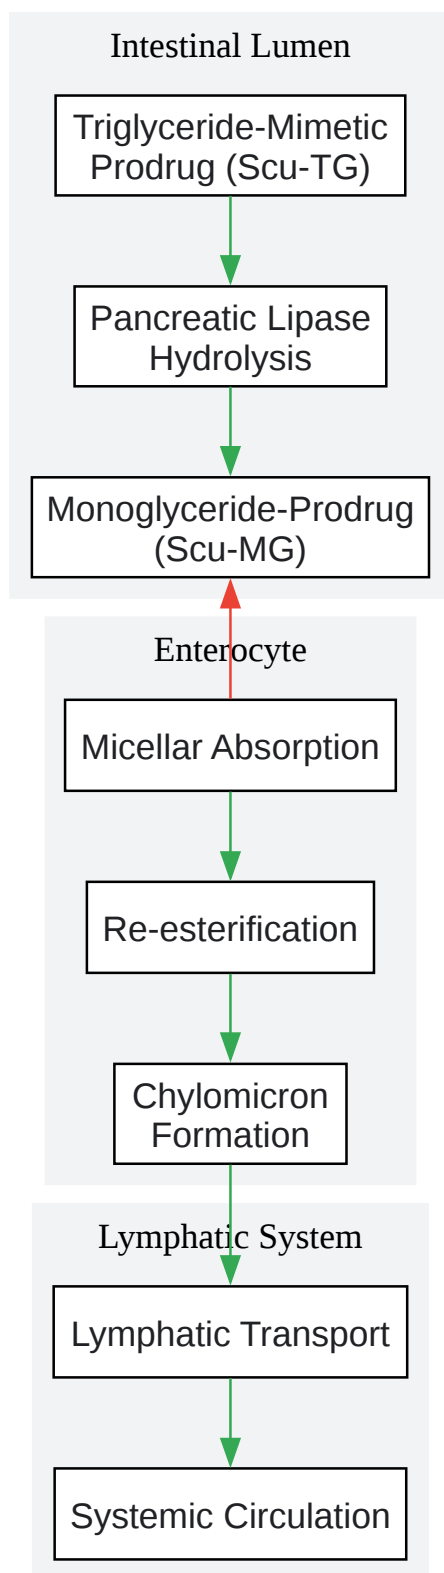 Intestinal Lumen
Triglyceride-Mimetic
Prodrug (Scu-TG)
Pancreatic Lipase
Hydrolysis
Monoglyceride-Prodrug
(Scu-MG)
Enterocyte
Micellar Absorption
Re-esterification
Chylomicron
Formation
Lymphatic System
Lymphatic Transport
Systemic Circulation